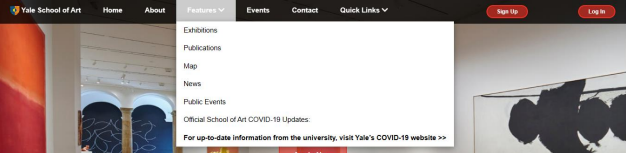 Yale School of Art Home About Features Events Contact Quick Links Sign Up Log In
Exhibitions
Publications
Map
News
Public Events
Official School of Art COVID-19 Updates:
For up-to-date information from the university, visit Yale's COVID-19 website >>